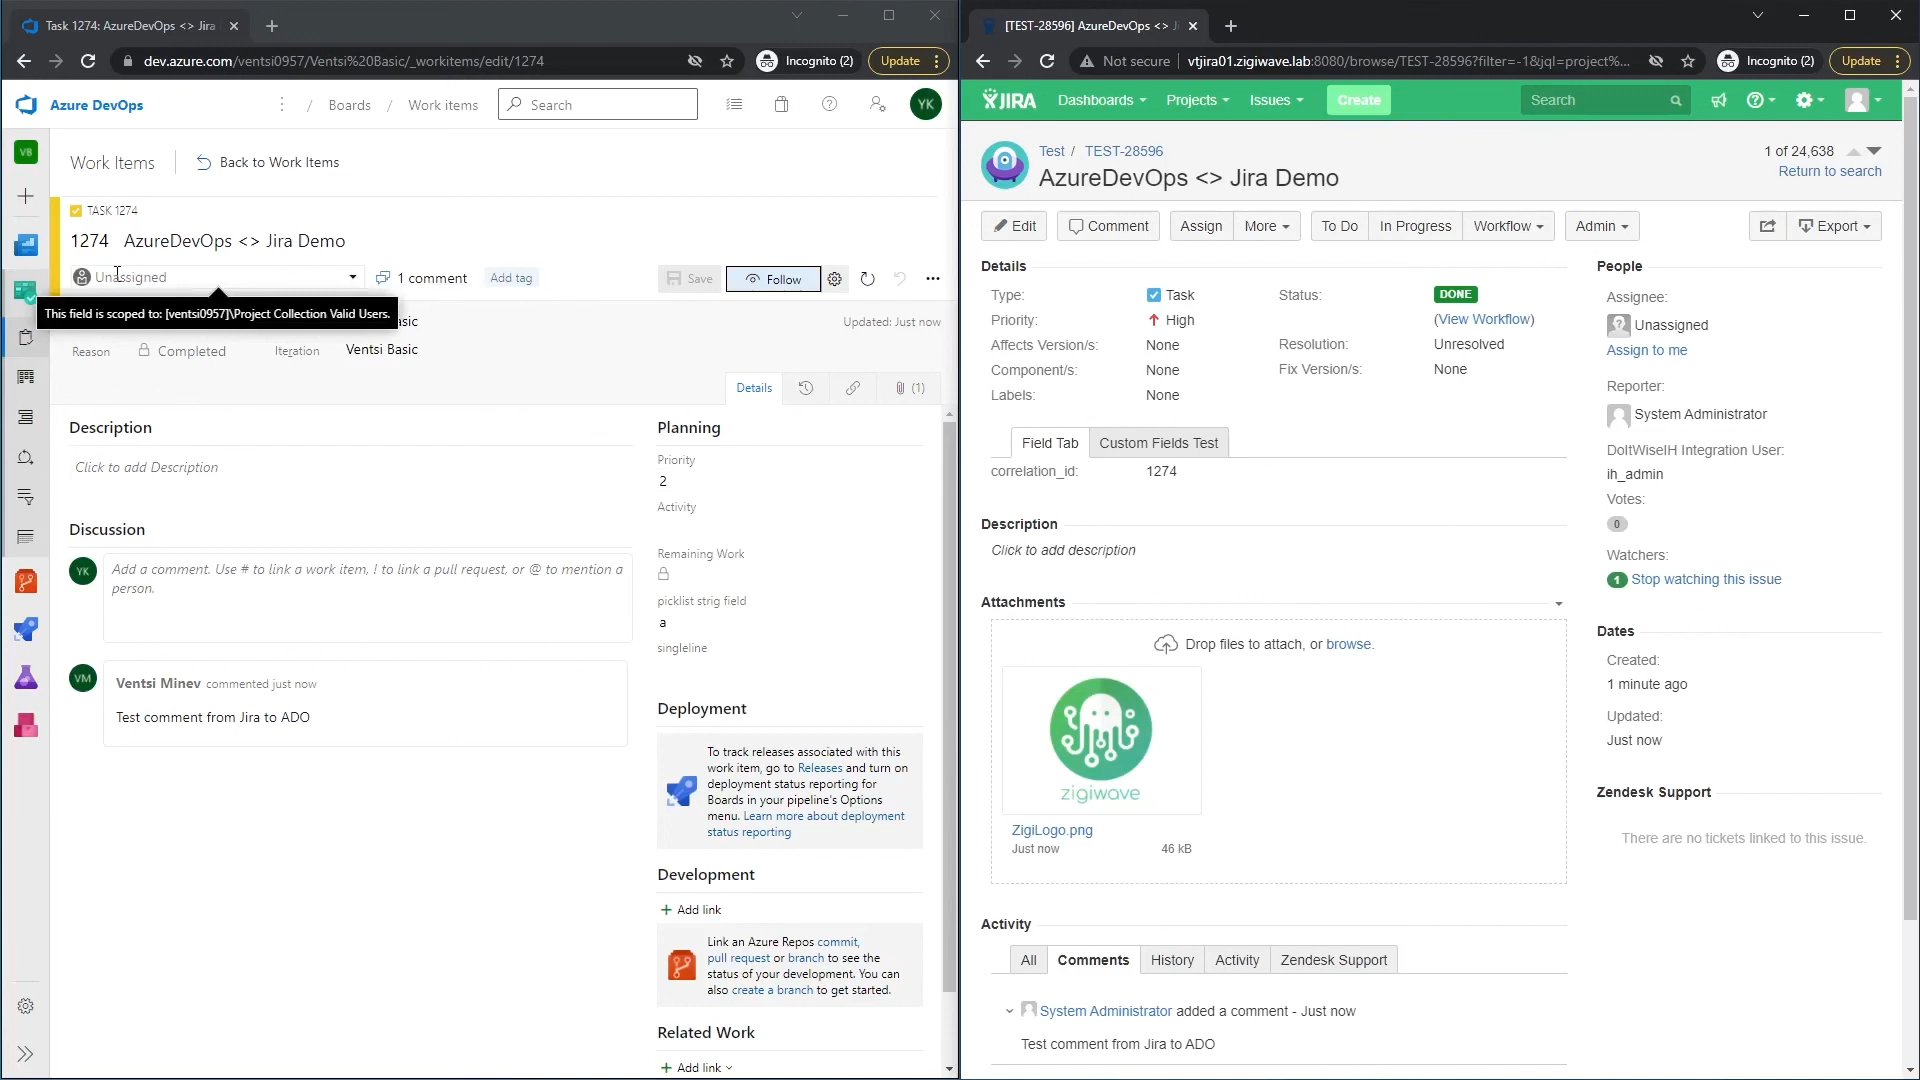 Task 1274: AzureDevOps <> Jira
dev.azure.com/ventsi0957/Ventsi%20Basic/_workitems/edit/1274
Incognito (2)
Update
Azure DevOps
/ Boards / Work items
Search
YK
VB
Work Items
Back to Work Items
TASK 1274
1274 AzureDevOps <> Jira Demo
Unassigned
1 comment
Add tag
Save
Follow
This field is scoped to: [ventsi0957]\Project Collection Valid Users.
Updated: Just now
Reason
Completed
Iteration
Ventsi Basic
Details
(1)
Description
Click to add Description
Discussion
YK
Add a comment. Use # to link a work item, ! to link a pull request, or @ to mention a
person.
VM
Ventsi Minev commented just now
Test comment from Jira to ADO
Planning
Priority
2
Activity
Remaining Work
picklist strig field
a
singleline
Deployment
To track releases associated with this
work item, go to Releases and turn on
deployment status reporting for
Boards in your pipeline's Options
menu. Learn more about deployment
status reporting
Development
+ Add link
Link an Azure Repos commit,
pull request or branch to see the
status of your development. You can
also create a branch to get started.
Related Work
+ Add link
[TEST-28596] AzureDevOps <>
Not secure
vtjira01.zigiwave.lab:8080/browse/TEST-28596?filter=-1&jql=project%...
Incognito (2)
Update
JIRA
Dashboards
Projects
Issues
Create
Search
Test / TEST-28596
AzureDevOps <> Jira Demo
1 of 24,638
Return to search
Edit
Comment
Assign
More
To Do
In Progress
Workflow
Admin
Export
Details
Type:
Task
Status:
DONE
Priority:
High
(View Workflow)
Affects Version/s:
None
Resolution:
Unresolved
Component/s:
None
Fix Version/s:
None
Labels:
None
Field Tab
Custom Fields Test
correlation_id:
1274
Description
Click to add description
Attachments
Drop files to attach, or browse.
zigiwave
ZigiLogo.png
Just now
46 kB
Activity
All
Comments
History
Activity
Zendesk Support
System Administrator added a comment - Just now
Test comment from Jira to ADO
People
Assignee:
Unassigned
Assign to me
Reporter:
System Administrator
DoItWiseIH Integration User:
ih_admin
Votes:
0
Watchers:
1 Stop watching this issue
Dates
Created:
1 minute ago
Updated:
Just now
Zendesk Support
There are no tickets linked to this issue.